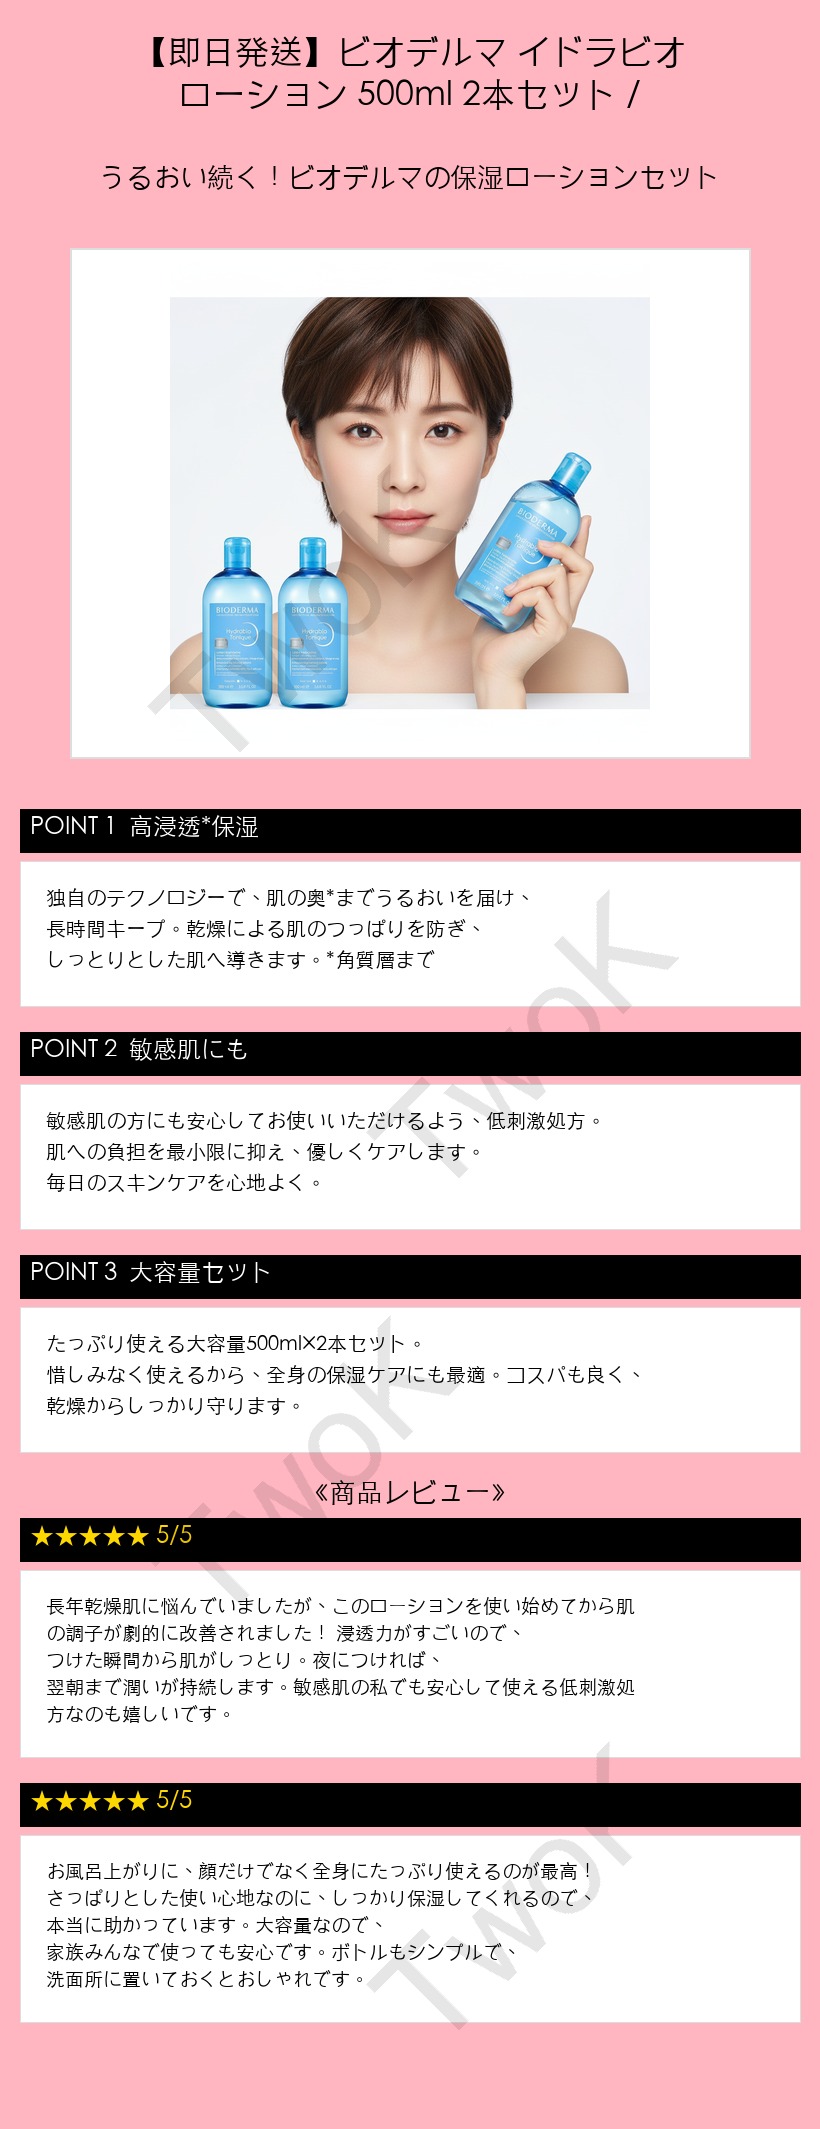 【即日発送】ビオデルマ イドラビオ
ローション 500ml 2本セット /
うるおい続く！ビオデルマの保湿ローションセット
BIODERMA
Hydrabio
Tonique
BIODERMA
Hydrabio
Tonique
BIODERMA
Hydrabio
Tonique
TwoK
POINT 1 高浸透*保湿
独自のテクノロジーで、肌の奥*までうるおいを届け、
長時間キープ。乾燥による肌のつっぱりを防ぎ、
しっとりとした肌へ導きます。*角質層まで
TwoK
POINT 2 敏感肌にも
敏感肌の方にも安心してお使いいただけるよう、低刺激処方。
肌への負担を最小限に抑え、優しくケアします。
毎日のスキンケアを心地よく。
POINT 3 大容量セット
たっぷり使える大容量500ml×2本セット。
惜しみなく使えるから、全身の保湿ケアにも最適。コスパも良く、
乾燥からしっかり守ります。
TwoK
《商品レビュー》
★★★★★ 5/5
長年乾燥肌に悩んでいましたが、このローションを使い始めてから肌
の調子が劇的に改善されました！ 浸透力がすごいので、
つけた瞬間から肌がしっとり。夜につければ、
翌朝まで潤いが持続します。敏感肌の私でも安心して使える低刺激処
方なのも嬉しいです。
★★★★★ 5/5
お風呂上がりに、顔だけでなく全身にたっぷり使えるのが最高！
さっぱりとした使い心地なのに、しっかり保湿してくれるので、
本当に助かっています。大容量なので、
家族みんなで使っても安心です。ボトルもシンプルで、
洗面所に置いておくとおしゃれです。
TwoK